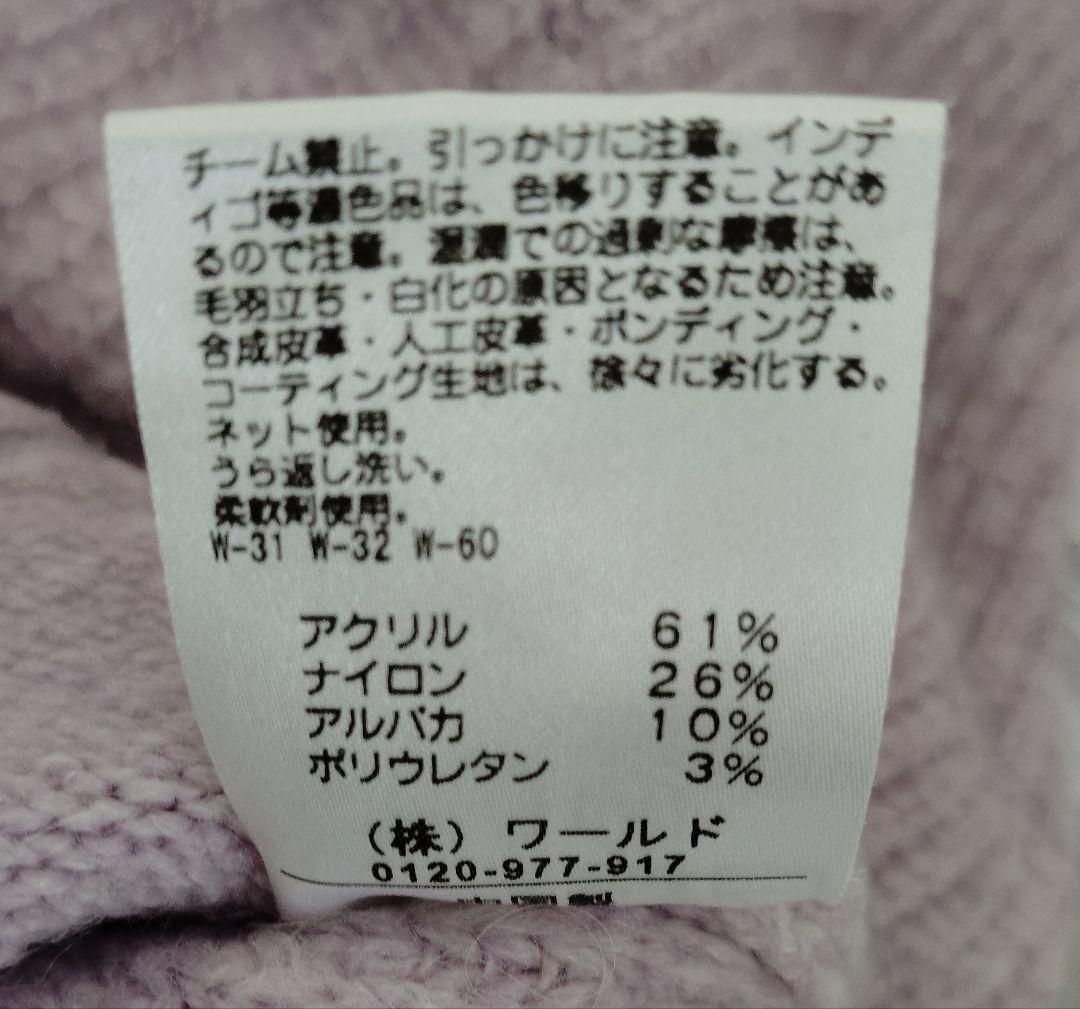 チーム禁止。引っかけに注意。インデ
ィゴ等濃色品は、色移りすることがあ
るので注意。湿潤での過剰な摩擦は、
毛羽立ち・白化の原因となるため注意。
合成皮革・人工皮革・ボンディング・
コーティング生地は、徐々に劣化する。
ネット使用。
うら返し洗い。
柔軟剤使用。
W-31 W-32 W-60
アクリル 61%
ナイロン 26%
アルパカ 10%
ポリウレタン 3%
(株)ワールド
0120-977-917